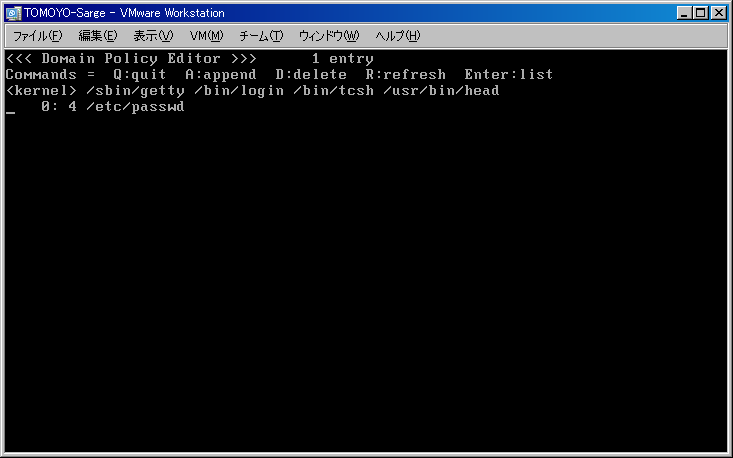 TOMOYO-Sarge - VMware Workstation
ファイル(F) 編集(E) 表示(V) VM(M) チーム(T) ウィンドウ(W) ヘルプ(H)
<<< Domain Policy Editor >>>      1 entry
Commands =  Q:quit  A:append  D:delete  R:refresh  Enter:list
<kernel> /sbin/getty /bin/login /bin/tcsh /usr/bin/head
_   0: 4 /etc/passwd